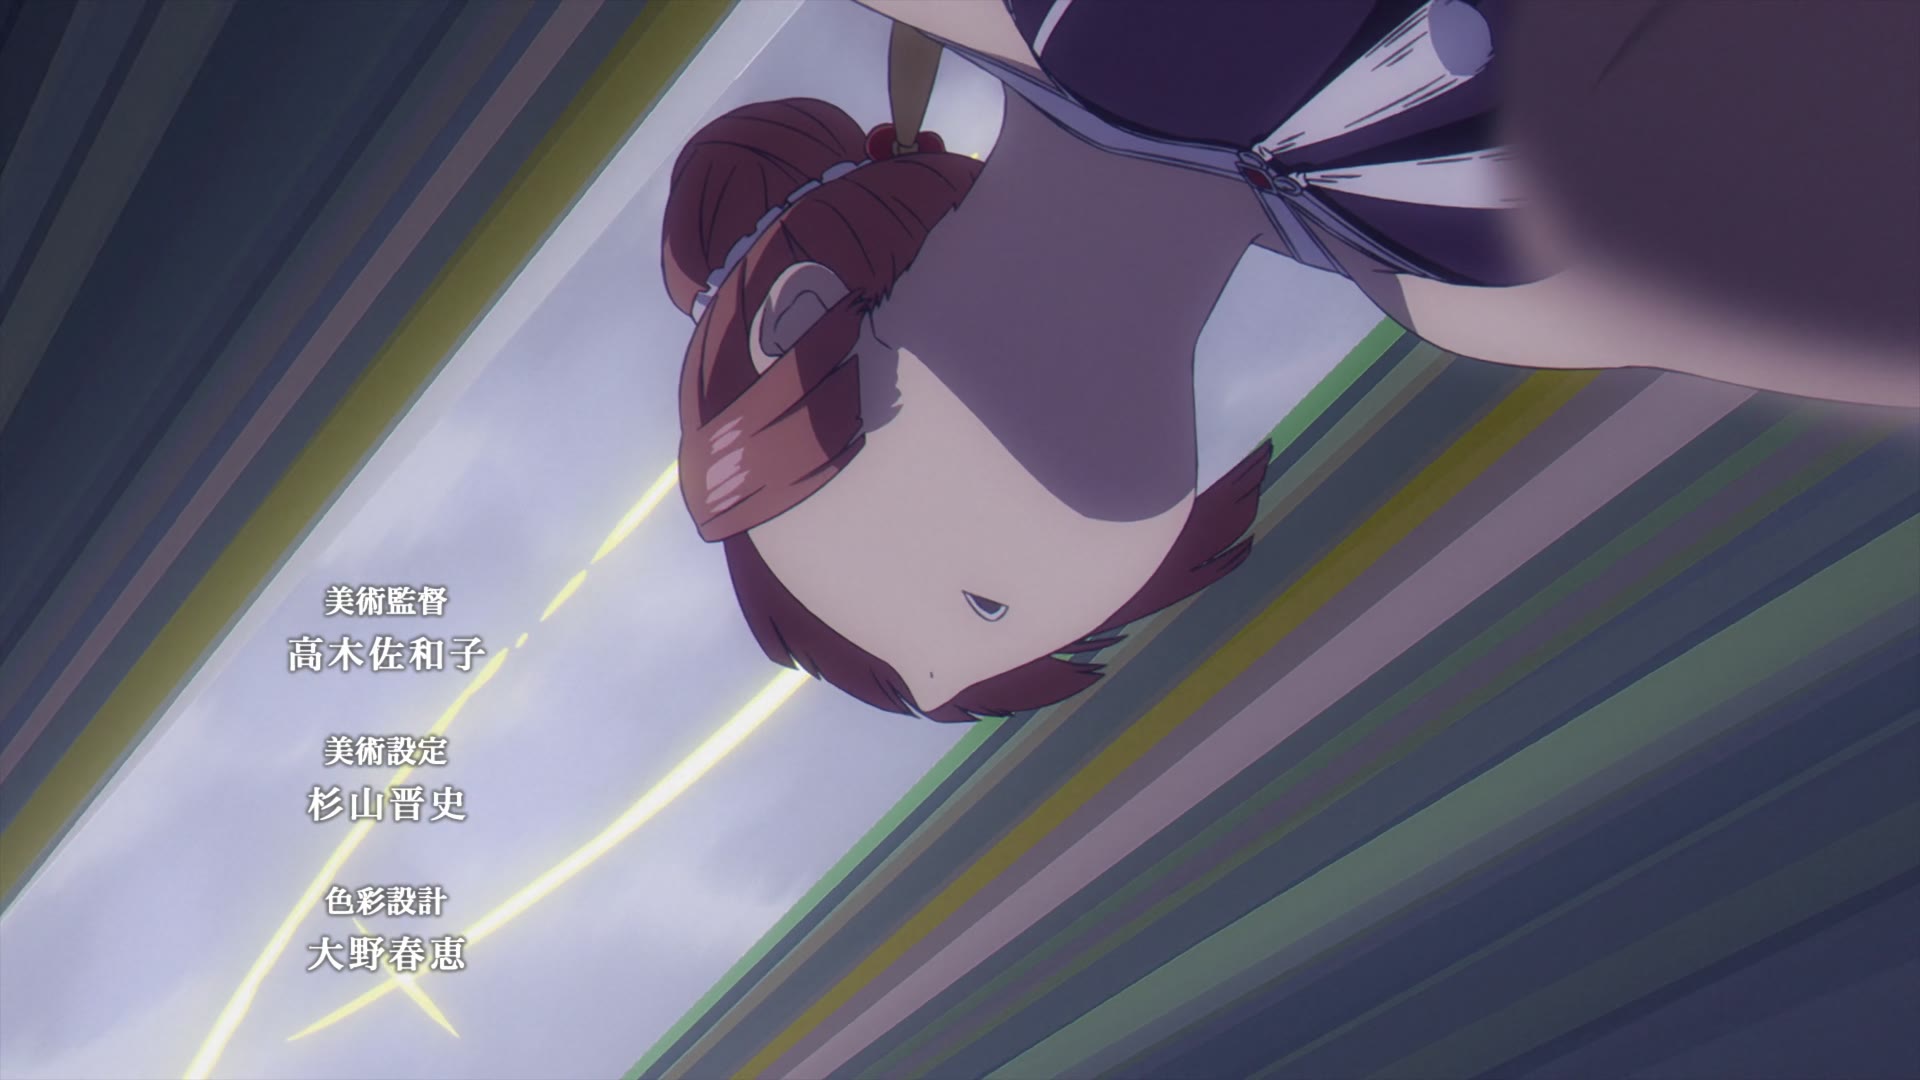 美術監督
高木佐和子
美術設定
杉山晋史
色彩設計
大野春恵